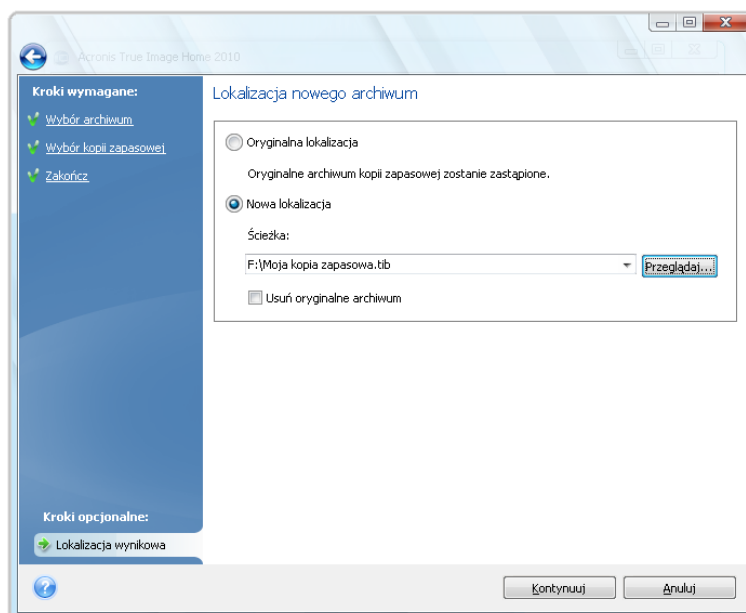 Acronis True Image Home 2010
Kroki wymagane:
Wybór archiwum
Wybór kopii zapasowej
Zakończ
Lokalizacja nowego archiwum
Oryginalna lokalizacja
Oryginalne archiwum kopii zapasowej zostanie zastąpione.
Nowa lokalizacja
Ścieżka:
F:\Moja kopia zapasowa.tib
Przeglądaj...
Usuń oryginalne archiwum
Kroki opcjonalne:
Lokalizacja wynikowa
Kontynuuj
Anuluj